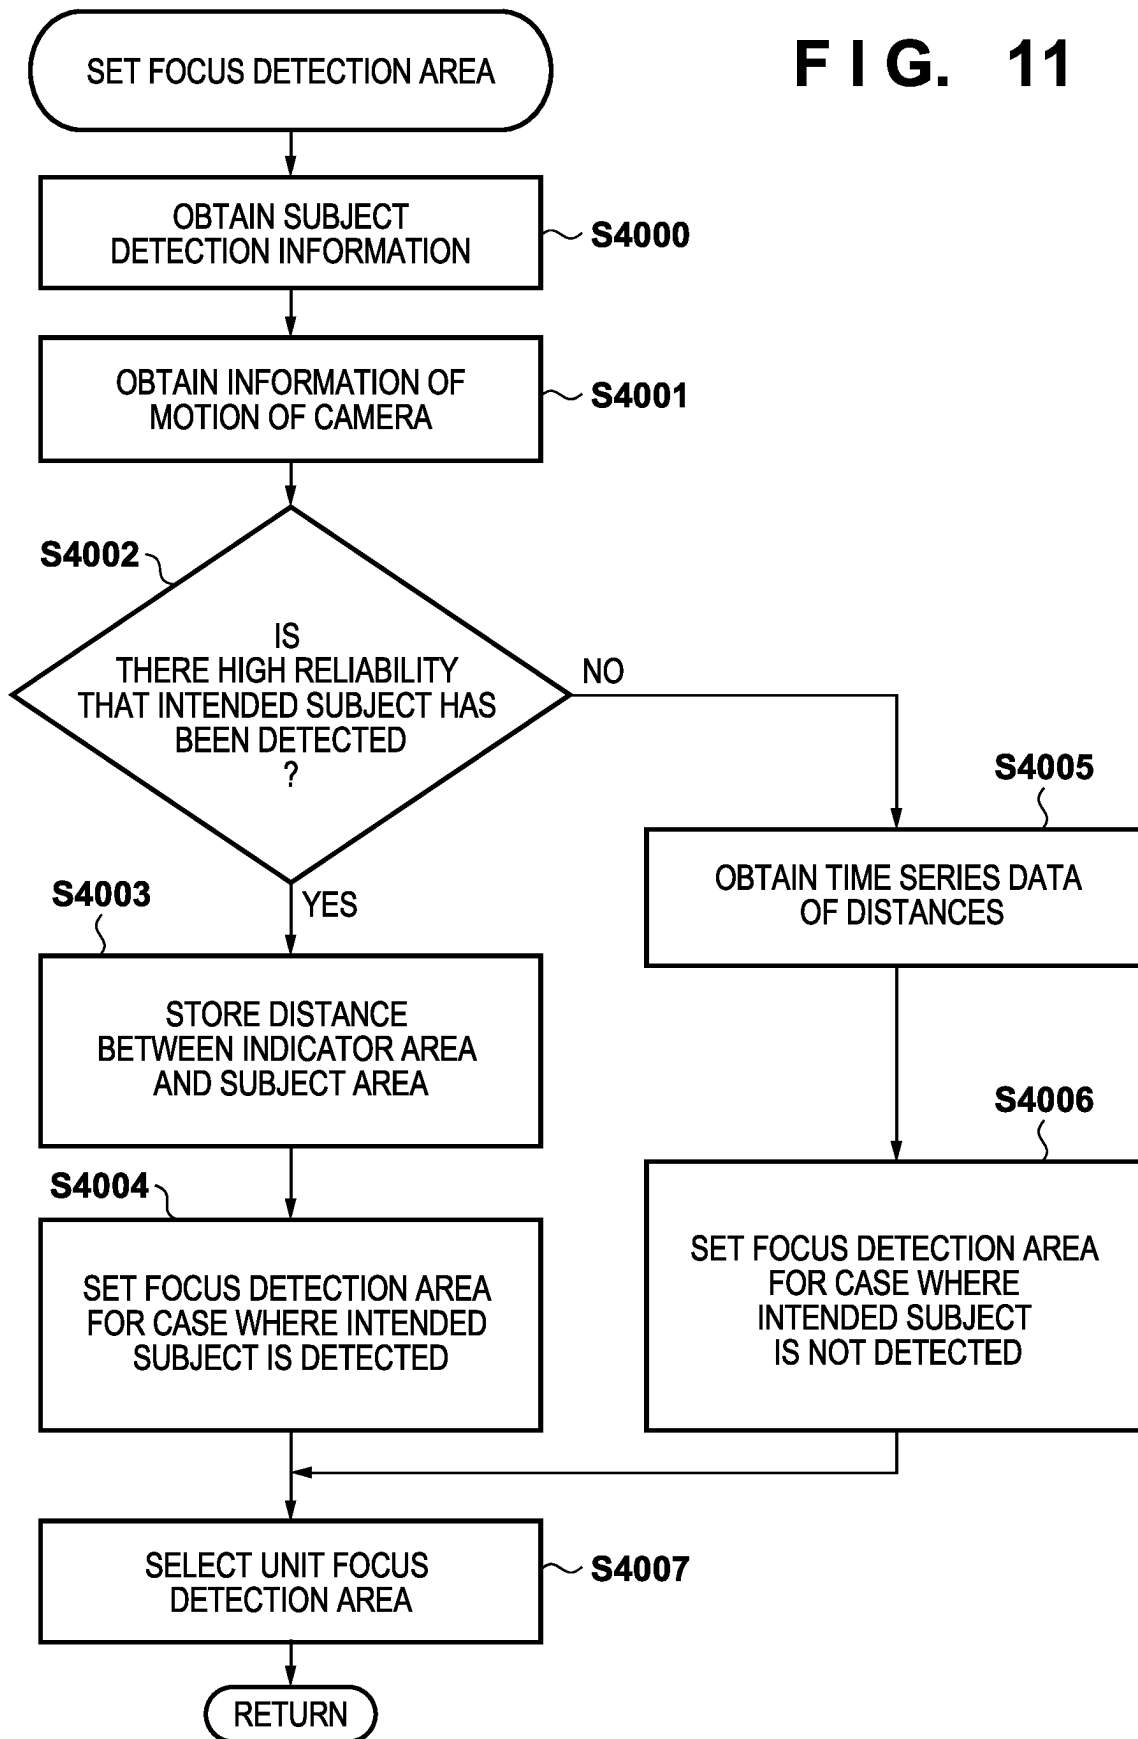 F I G. 11
SET FOCUS DETECTION AREA
OBTAIN SUBJECT
DETECTION INFORMATION
S4000
OBTAIN INFORMATION OF
MOTION OF CAMERA
S4001
S4002
IS
THERE HIGH RELIABILITY
THAT INTENDED SUBJECT HAS
BEEN DETECTED
?
NO
YES
S4003
STORE DISTANCE
BETWEEN INDICATOR AREA
AND SUBJECT AREA
S4004
SET FOCUS DETECTION AREA
FOR CASE WHERE INTENDED
SUBJECT IS DETECTED
S4005
OBTAIN TIME SERIES DATA
OF DISTANCES
S4006
SET FOCUS DETECTION AREA
FOR CASE WHERE
INTENDED SUBJECT
IS NOT DETECTED
SELECT UNIT FOCUS
DETECTION AREA
S4007
RETURN